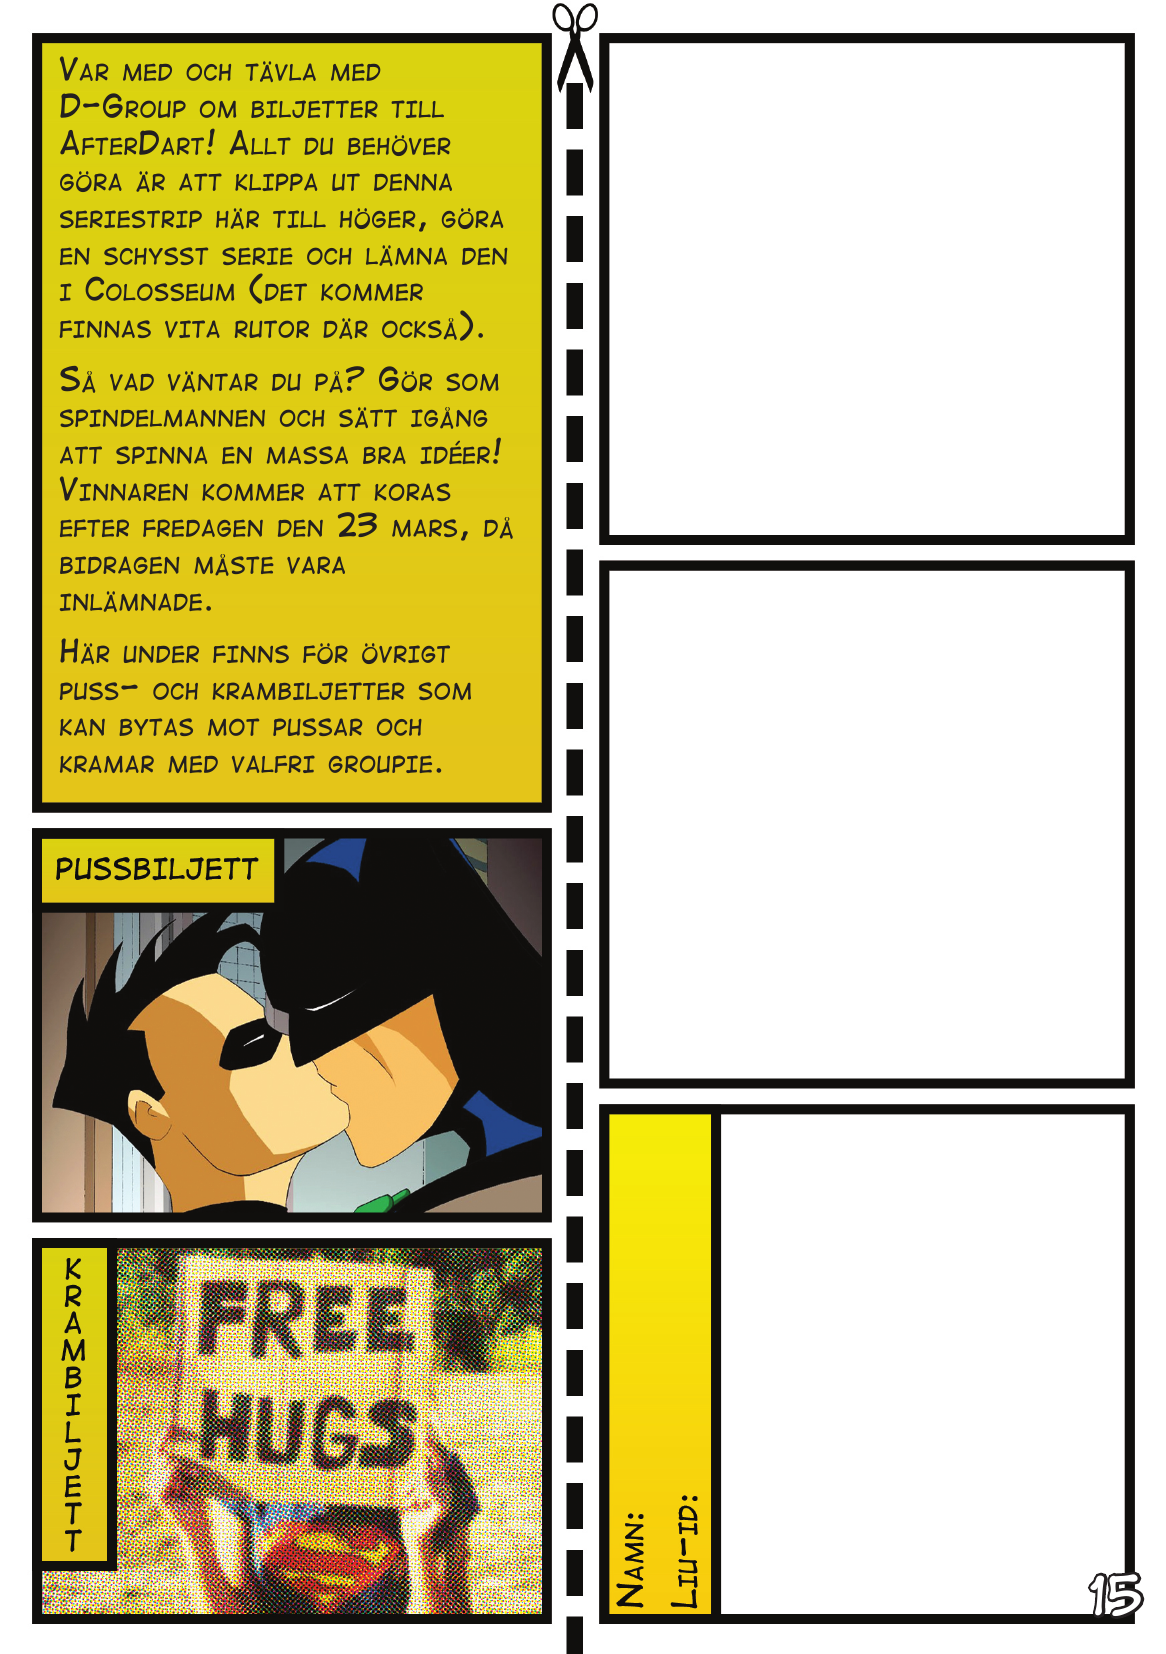 Var med och tävla med
D-Group om biljetter till
AfterDart! Allt du behöver
göra är att klippa ut denna
seriestrip här till höger, göra
en schysst serie och lämna den
i Colosseum (det kommer
finnas vita rutor där också).
Så vad väntar du på? Gör som
spindelmannen och sätt igång
att spinna en massa bra idéer!
Vinnaren kommer att koras
efter fredagen den 23 mars, då
bidragen måste vara
inlämnade.
Här under finns för övrigt
puss- och krambiljetter som
kan bytas mot pussar och
kramar med valfri groupie.
PUSSBILJETT
KRAMBILJETT
FREE
HUGS
Namn:
Liu-id:
15